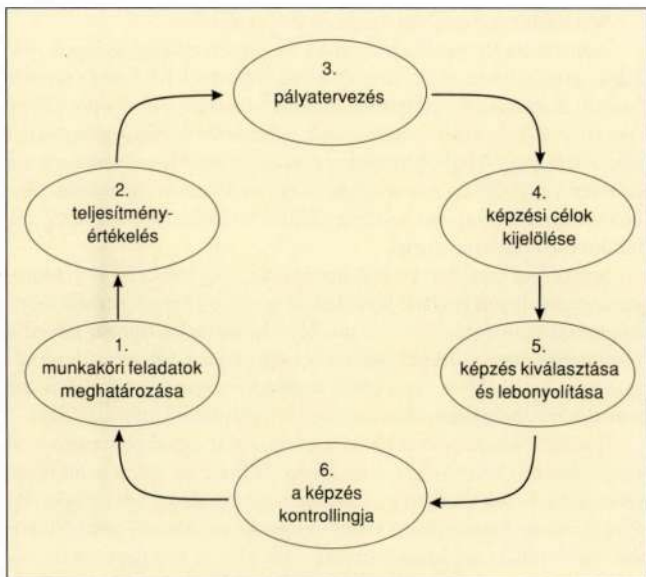 1.
munkaköri feladatok
meghatározása
2.
teljesítmény-
értékelés
3.
pályatervezés
4.
képzési célok
kijelölése
5.
képzés kiválasztása
és lebonyolítása
6.
a képzés
kontrollingja